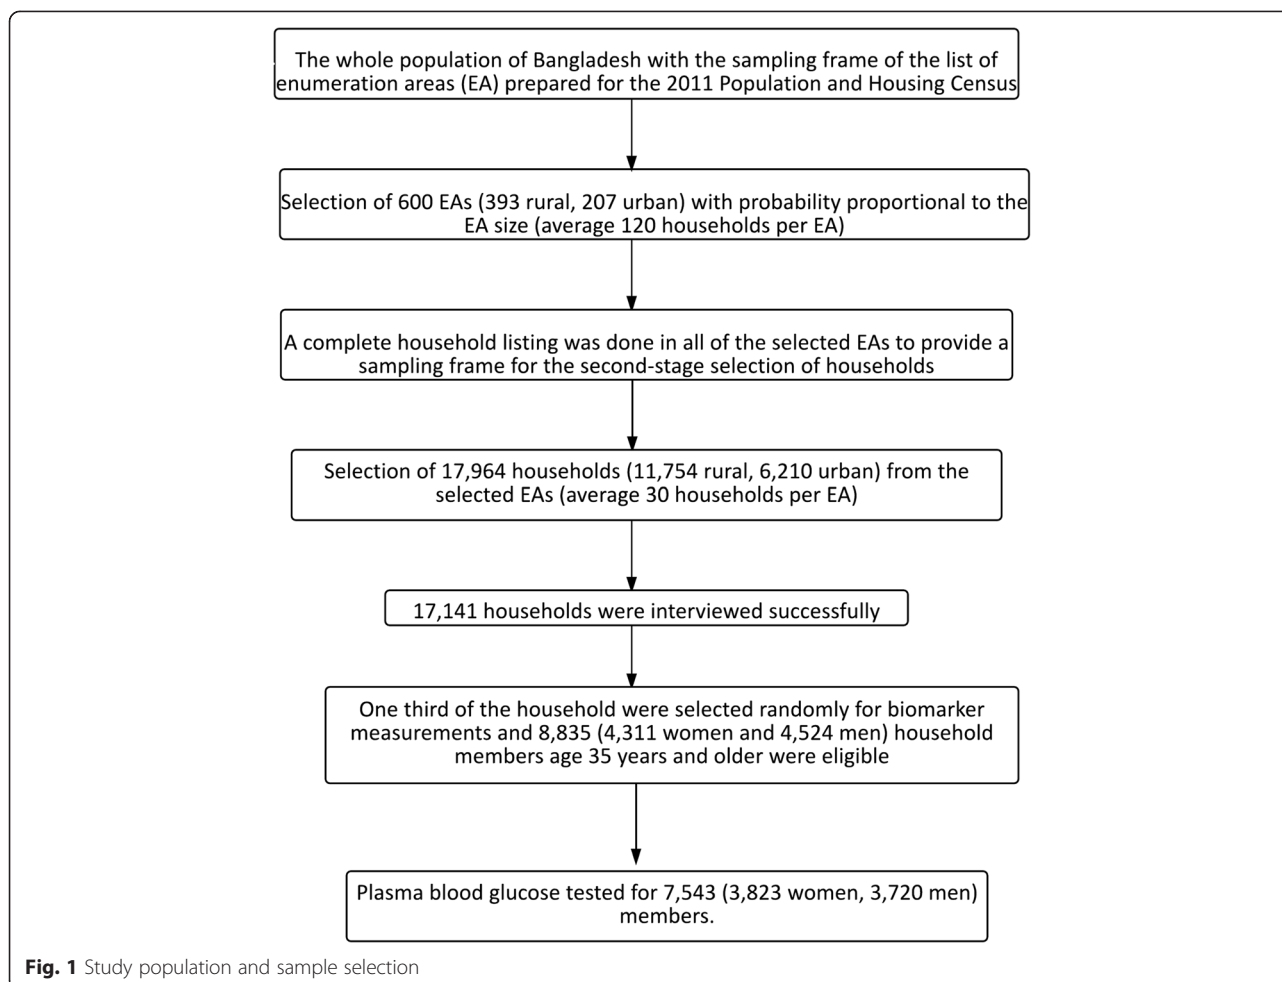 The whole population of Bangladesh with the sampling frame of the list of
enumeration areas (EA) prepared for the 2011 Population and Housing Census
Selection of 600 EAs (393 rural, 207 urban) with probability proportional to the
EA size (average 120 households per EA)
A complete household listing was done in all of the selected EAs to provide a
sampling frame for the second-stage selection of households
Selection of 17,964 households (11,754 rural, 6,210 urban) from the
selected EAs (average 30 households per EA)
17,141 households were interviewed successfully
One third of the household were selected randomly for biomarker
measurements and 8,835 (4,311 women and 4,524 men) household
members age 35 years and older were eligible
Plasma blood glucose tested for 7,543 (3,823 women, 3,720 men)
members.
Fig. 1 Study population and sample selection